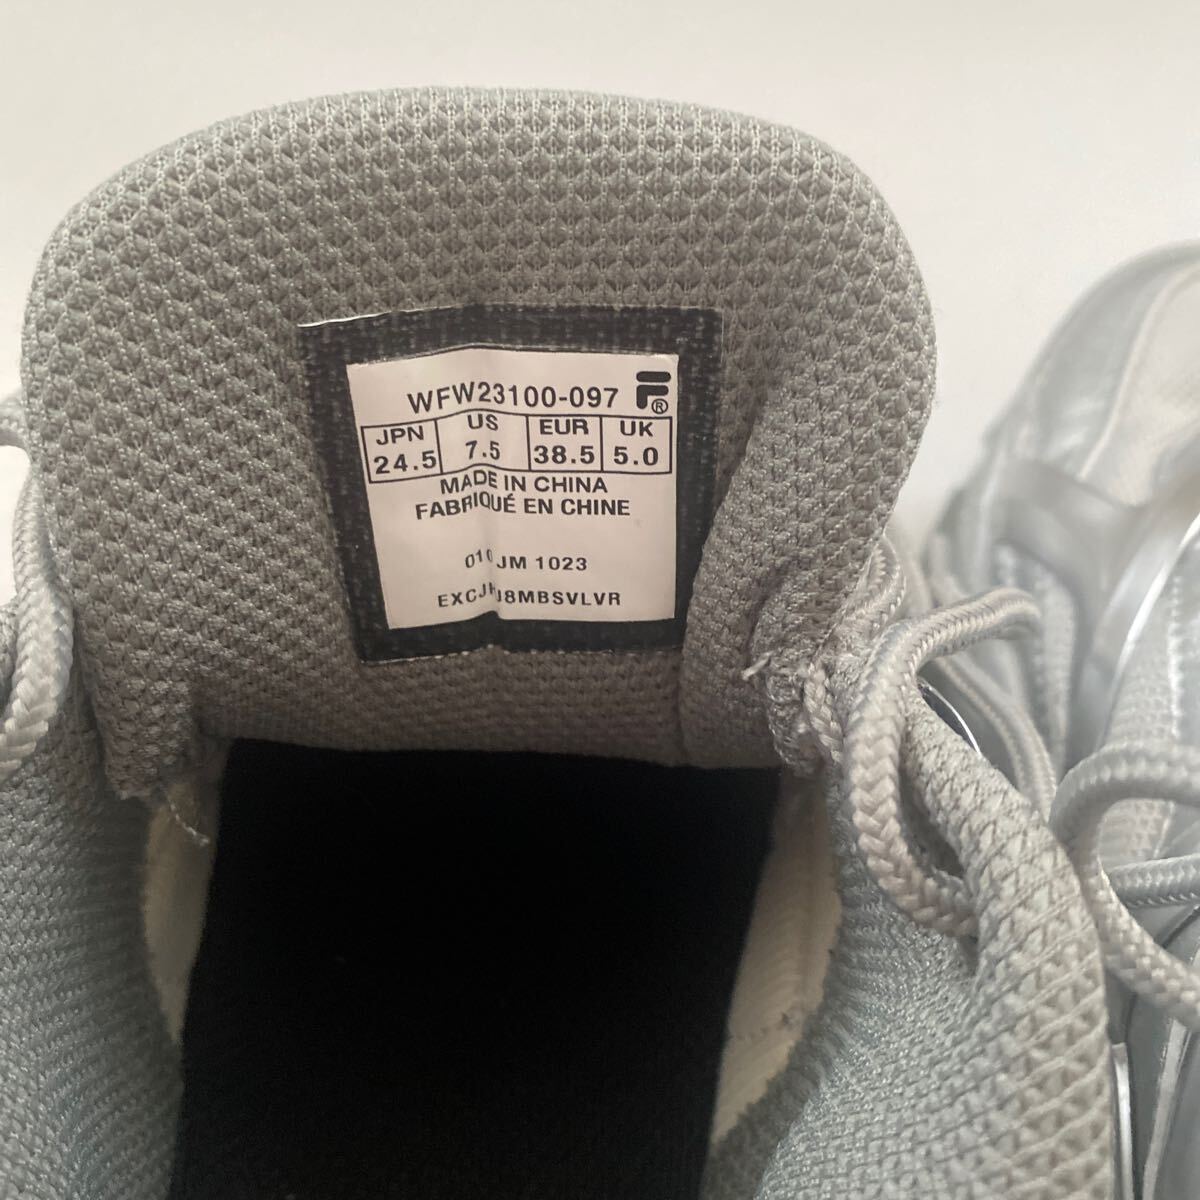 WFW23100-097 F®
JPN US EUR UK
24.5 7.5 38.5 5.0
MADE IN CHINA
FABRIQUÉ EN CHINE
010 JM 1023